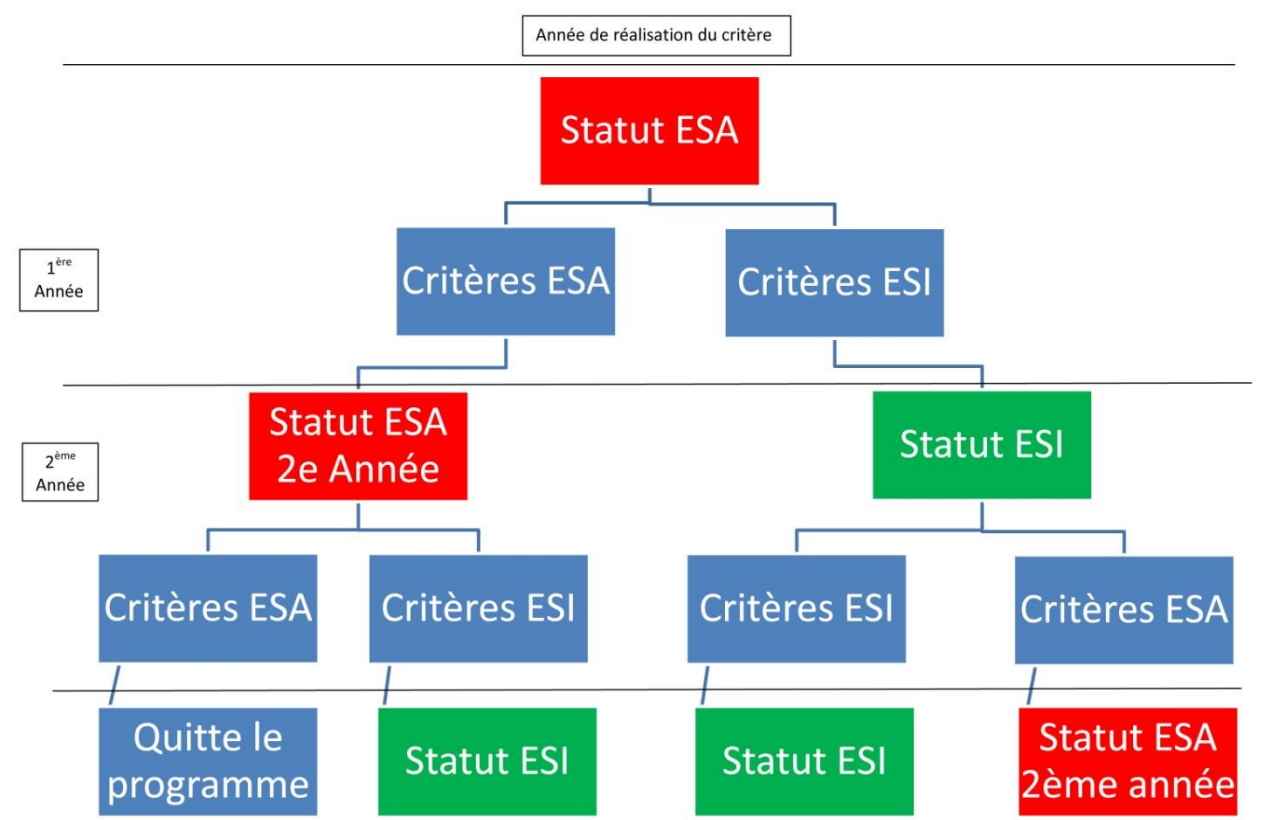 Année de réalisation du critère
Statut ESA
1ère
Année
Critères ESA
Critères ESI
2ème
Année
Statut ESA
2e Année
Statut ESI
Critères ESA
Critères ESI
Critères ESI
Critères ESA
Quitte le
programme
Statut ESI
Statut ESI
Statut ESA
2ème année